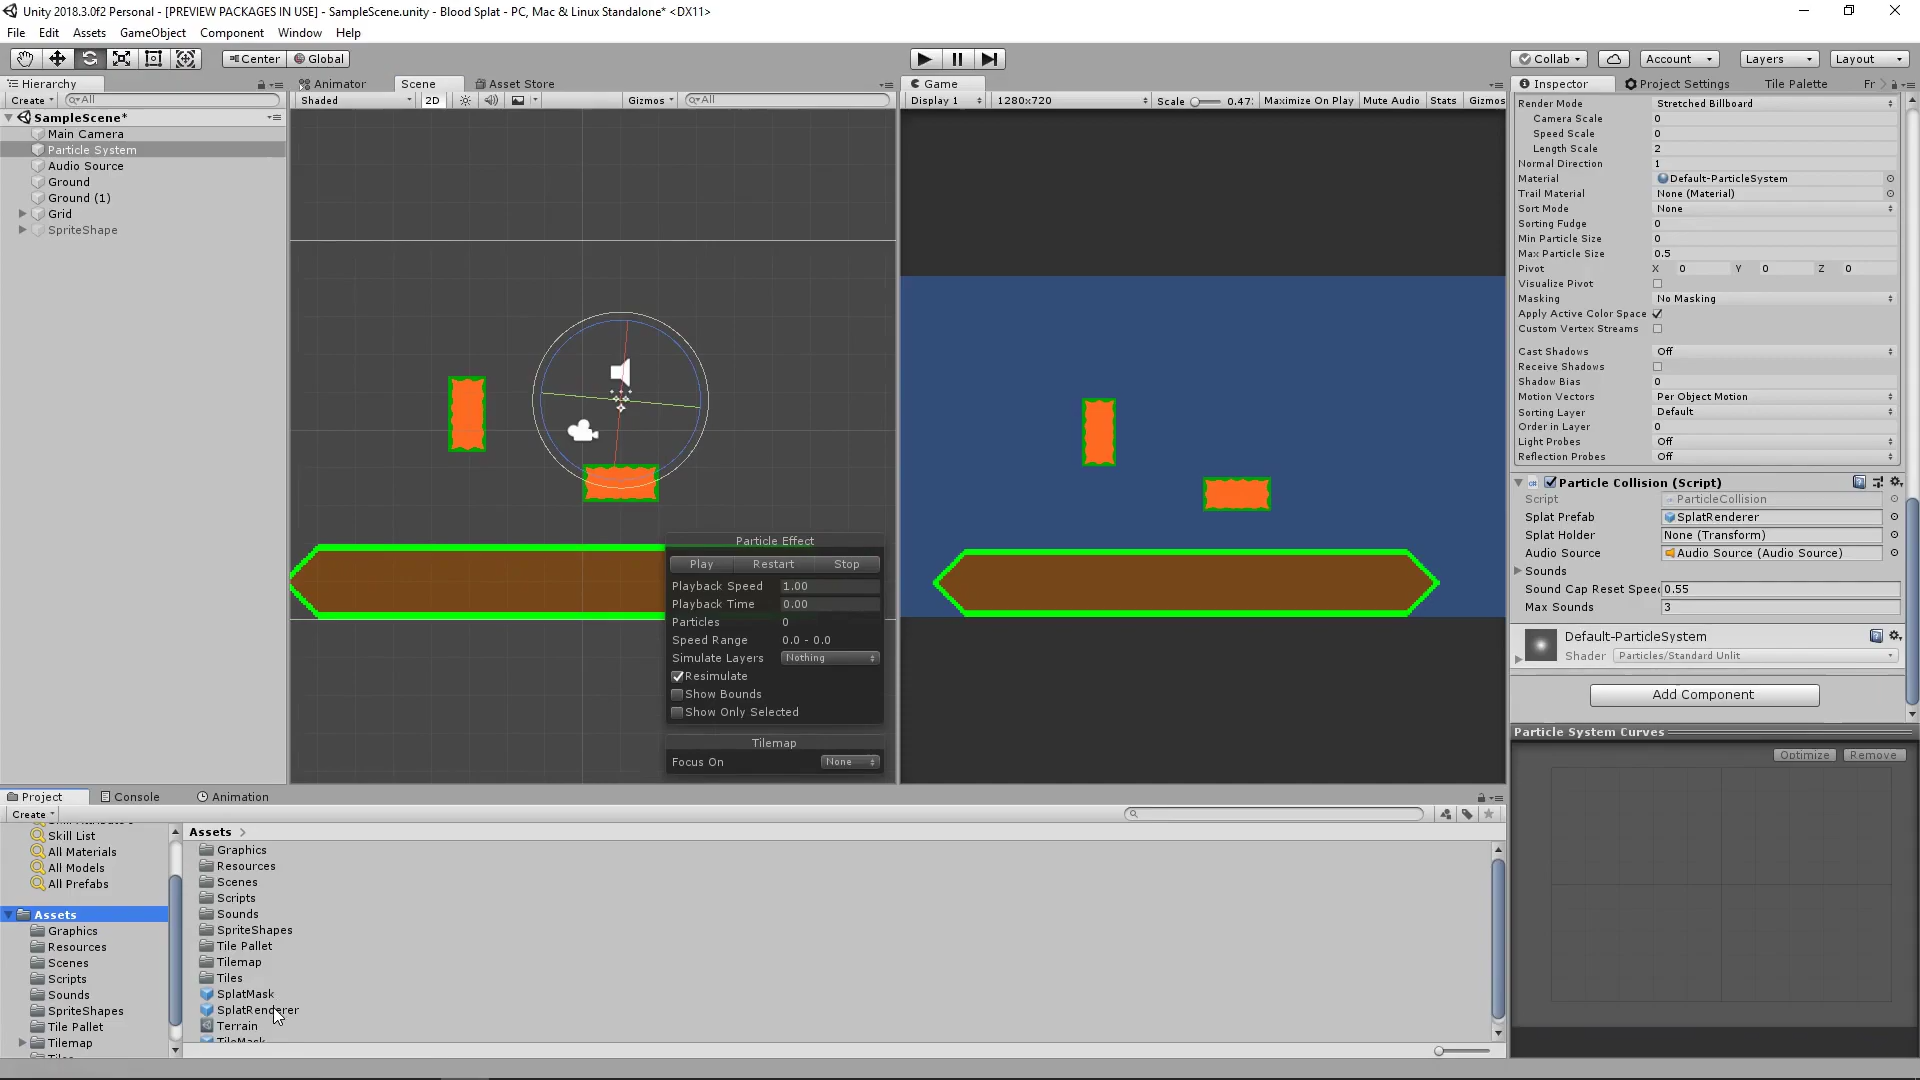 Unity 2018.3.0f2 Personal - [PREVIEW PACKAGES IN USE] - SampleScene.unity - Blood Splat - PC, Mac & Linux Standalone* <DX11>
File Edit Assets GameObject Component Window Help
Center Global
Collab Account Layers Layout
Hierarchy
Create All
SampleScene*
Main Camera
Particle System
Audio Source
Ground
Ground (1)
Grid
SpriteShape
Animator Scene Asset Store
Shaded 2D Gizmos All
Particle Effect
Play Restart Stop
Playback Speed 1.00
Playback Time 0.00
Particles 0
Speed Range 0.0 - 0.0
Simulate Layers Nothing
Resimulate
Show Bounds
Show Only Selected
Tilemap
Focus On None
Game
Display 1 1280x720 Scale 0.47: Maximize On Play Mute Audio Stats Gizmos
Inspector Project Settings Tile Palette Fr
Render Mode Stretched Billboard
Camera Scale 0
Speed Scale 0
Length Scale 2
Normal Direction 1
Material Default-ParticleSystem
Trail Material None (Material)
Sort Mode None
Sorting Fudge 0
Min Particle Size 0
Max Particle Size 0.5
Pivot X 0 Y 0 Z 0
Visualize Pivot
Masking No Masking
Apply Active Color Space
Custom Vertex Streams
Cast Shadows Off
Receive Shadows
Shadow Bias 0
Motion Vectors Per Object Motion
Sorting Layer Default
Order in Layer 0
Light Probes Off
Reflection Probes Off
Particle Collision (Script)
Script ParticleCollision
Splat Prefab SplatRenderer
Splat Holder None (Transform)
Audio Source Audio Source (Audio Source)
Sounds
Sound Cap Reset Speed 0.55
Max Sounds 3
Default-ParticleSystem
Shader Particles/Standard Unlit
Add Component
Particle System Curves
Optimize Remove
Project Console Animation
Create
Skill List
All Materials
All Models
All Prefabs
Assets
Graphics
Resources
Scenes
Scripts
Sounds
SpriteShapes
Tile Pallet
Tilemap
Assets >
Graphics
Resources
Scenes
Scripts
Sounds
SpriteShapes
Tile Pallet
Tilemap
Tiles
SplatMask
SplatRenderer
Terrain
TileMask